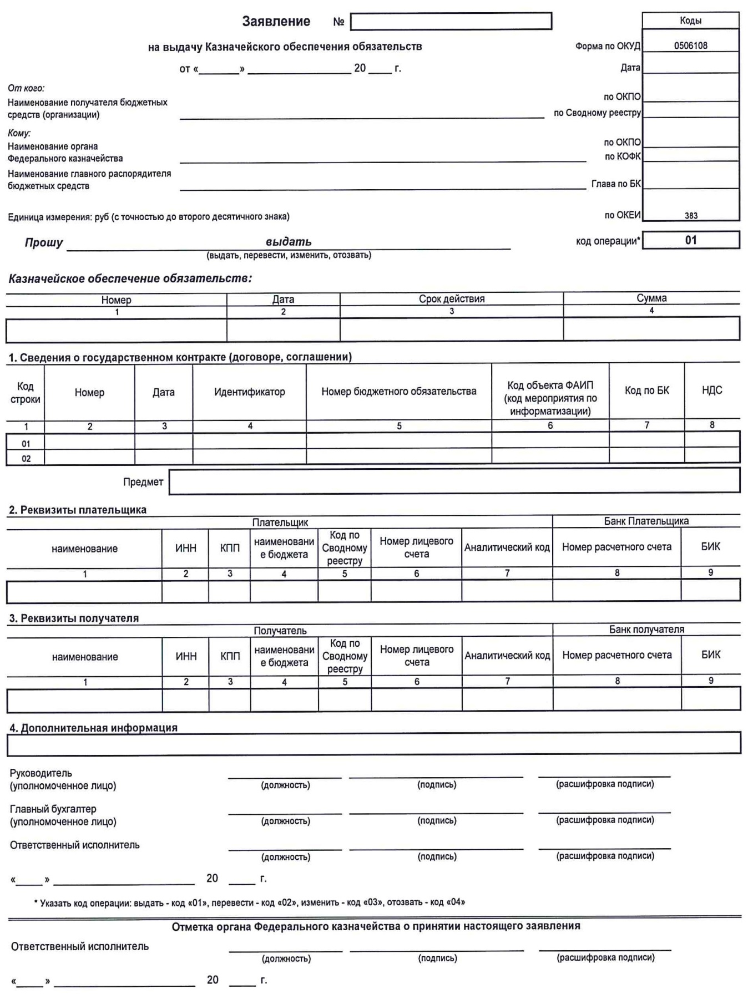 Заявление № Коды
на выдачу Казначейского обеспечения обязательств Форма по ОКУД 0506108
от «_______» __________________ 20 ____ г. Дата
От кого:
Наименование получателя бюджетных по ОКПО
средств (организации) по Сводному реестру
Кому:
Наименование органа по ОКПО
Федерального казначейства по КОФК
Наименование главного распорядителя
бюджетных средств Глава по БК
Единица измерения: руб (с точностью до второго десятичного знака) по ОКЕИ 383
Прошу выдать код операции* 01
(выдать, перевести, изменить, отозвать)
Казначейское обеспечение обязательств:
Номер Дата Срок действия Сумма
1 2 3 4
1. Сведения о государственном контракте (договоре, соглашении)
Код строки Номер Дата Идентификатор Номер бюджетного обязательства Код объекта ФАИП (код мероприятия по информатизации) Код по БК НДС
1 2 3 4 5 6 7 8
01
02
Предмет
2. Реквизиты плательщика
Плательщик Банк Плательщика
наименование ИНН КПП наименовани е бюджета Код по Сводному реестру Номер лицевого счета Аналитический код Номер расчетного счета БИК
1 2 3 4 5 6 7 8 9
3. Реквизиты получателя
Получатель Банк получателя
наименование ИНН КПП наименовани е бюджета Код по Сводному реестру Номер лицевого счета Аналитический код Номер расчетного счета БИК
1 2 3 4 5 6 7 8 9
4. Дополнительная информация
Руководитель
(уполномоченное лицо) (должность) (подпись) (расшифровка подписи)
Главный бухгалтер
(уполномоченное лицо) (должность) (подпись) (расшифровка подписи)
Ответственный исполнитель
(должность) (подпись) (расшифровка подписи)
«_____» _________________________ 20 _____ г.
* Указать код операции: выдать - код «01», перевести - код «02», изменить - код «03», отозвать - код «04»
Отметка органа Федерального казначейства о принятии настоящего заявления
Ответственный исполнитель
(должность) (подпись) (расшифровка подписи)
«_____» _________________________ 20 _____ г.